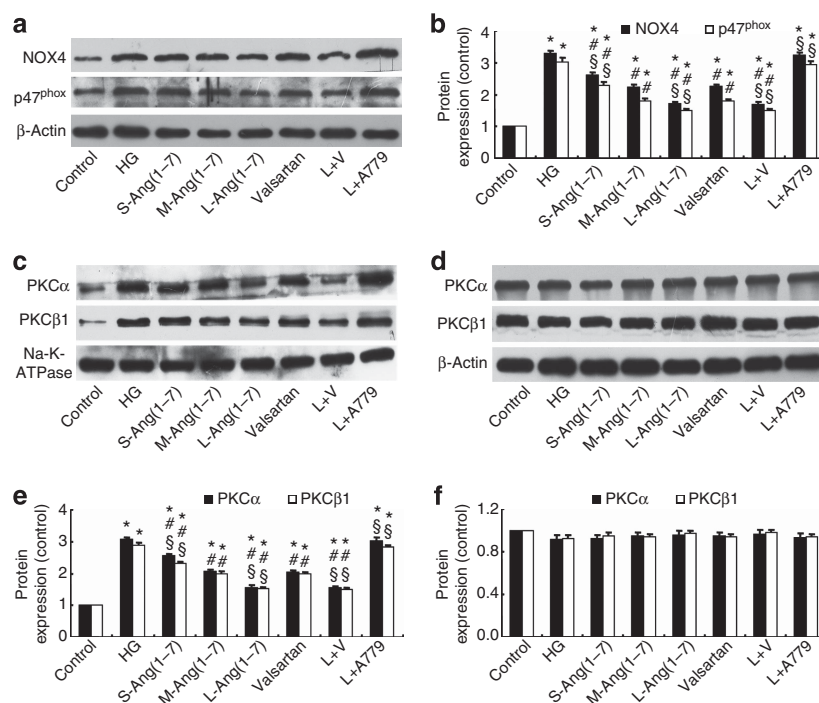 a
NOX4
p47phox
β-Actin
Control
HG
S-Ang(1–7)
M-Ang(1–7)
L-Ang(1–7)
Valsartan
L+V
L+A779
b
NOX4 p47phox
Protein
expression (control)
4
3
2
1
0
* *
* # § * # §
* # * #
* # § * # §
* # * #
* # § * # §
* § * §
Control
HG
S-Ang(1–7)
M-Ang(1–7)
L-Ang(1–7)
Valsartan
L+V
L+A779
c
PKCα
PKCβ1
Na-K-
ATPase
Control
HG
S-Ang(1–7)
M-Ang(1–7)
L-Ang(1–7)
Valsartan
L+V
L+A779
d
PKCα
PKCβ1
β-Actin
Control
HG
S-Ang(1–7)
M-Ang(1–7)
L-Ang(1–7)
Valsartan
L+V
L+A779
e
PKCα PKCβ1
Protein
expression (control)
4
3
2
1
0
* *
* # § * # §
* # * #
* # § * # §
* # * #
* # § * # §
* § * §
Control
HG
S-Ang(1–7)
M-Ang(1–7)
L-Ang(1–7)
Valsartan
L+V
L+A779
f
PKCα PKCβ1
Protein
expression (control)
1.2
0.8
0.4
0.0
Control
HG
S-Ang(1–7)
M-Ang(1–7)
L-Ang(1–7)
Valsartan
L+V
L+A779